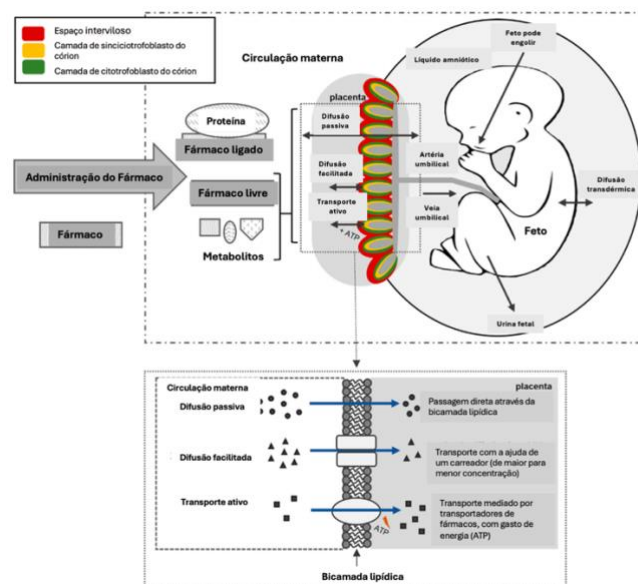 Espaço interviloso
Camada de sinciciotrofoblasto do
córion
Camada de citotrofoblasto do córion
Circulação materna
placenta
Proteína
Fármaco ligado
Administração do Fármaco
Fármaco livre
Fármaco
Metabolitos
Difusão
passiva
Difusão
facilitada
Transporte
ativo
+ ATP
Líquido amniótico
Feto pode
engolir
Artéria
umbilical
Veia
umbilical
Feto
Difusão
transdérmica
Urina fetal
Circulação materna
placenta
Difusão passiva
Passagem direta através da
bicamada lipídica
Difusão facilitada
Transporte com a ajuda de
um carreador (de maior para
menor concentração)
Transporte ativo
ATP
Transporte mediado por
transportadores de
fármacos, com gasto de
energia (ATP)
Bicamada lipídica